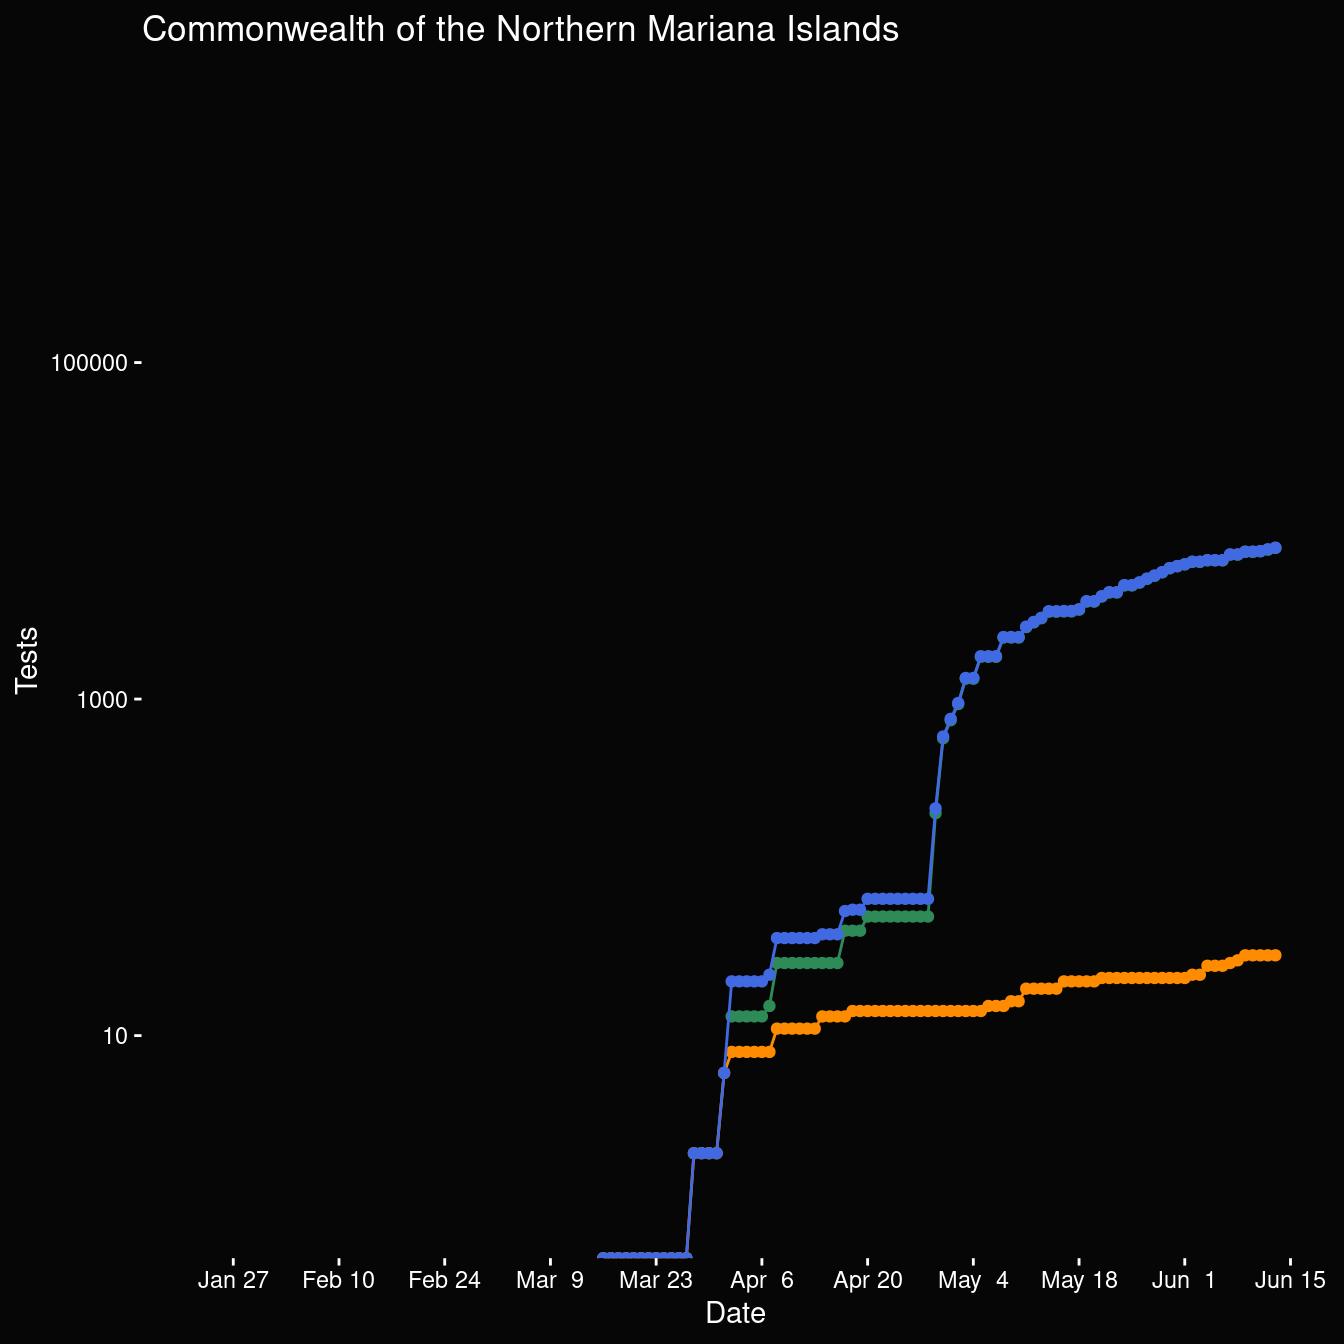 Commonwealth of the Northern Mariana Islands
100000
1000
10
Tests
Jan 27 Feb 10 Feb 24 Mar  9 Mar 23 Apr  6 Apr 20 May  4 May 18 Jun  1 Jun 15
Date